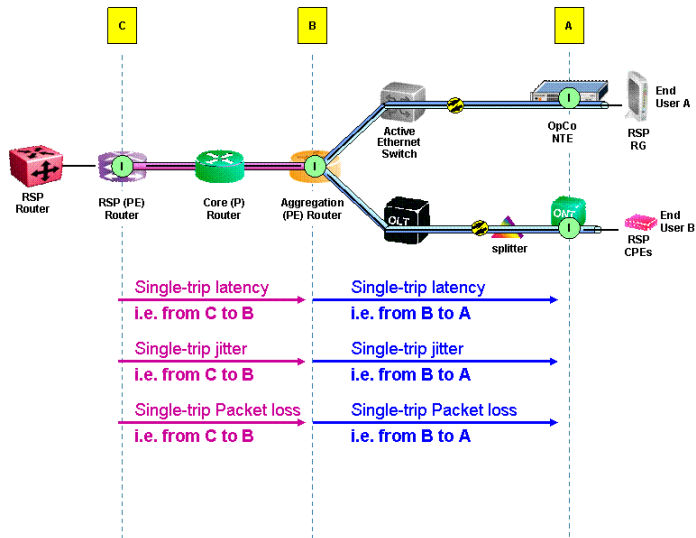 C
B
A
I
I
I
I
Active
Ethernet
Switch
OpCo
NTE
End
User A
RSP
RG
RSP
Router
RSP (PE)
Router
Core (P)
Router
Aggregation
(PE) Router
OLT
splitter
ONT
End
User B
RSP
CPEs
Single-trip latency
i.e. from C to B
Single-trip latency
i.e. from B to A
Single-trip jitter
i.e. from C to B
Single-trip jitter
i.e. from B to A
Single-trip Packet loss
i.e. from C to B
Single-trip Packet loss
i.e. from B to A